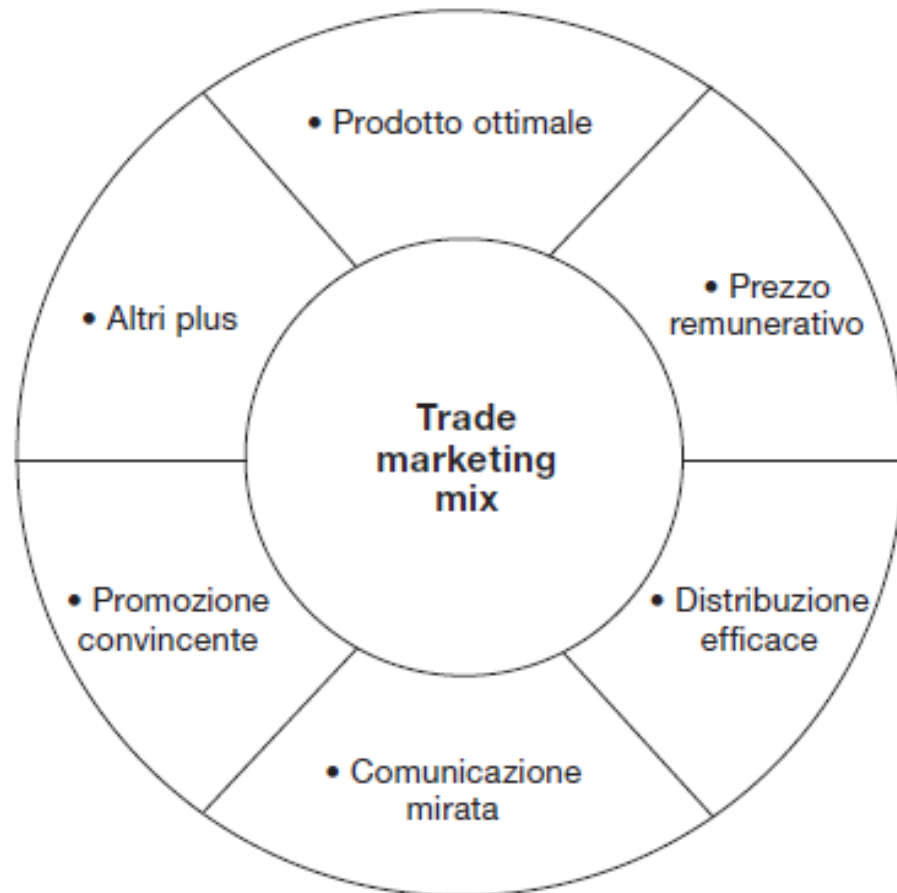 • Prodotto ottimale
• Prezzo
remunerativo
• Distribuzione
efficace
• Comunicazione
mirata
• Promozione
convincente
• Altri plus
Trade
marketing
mix